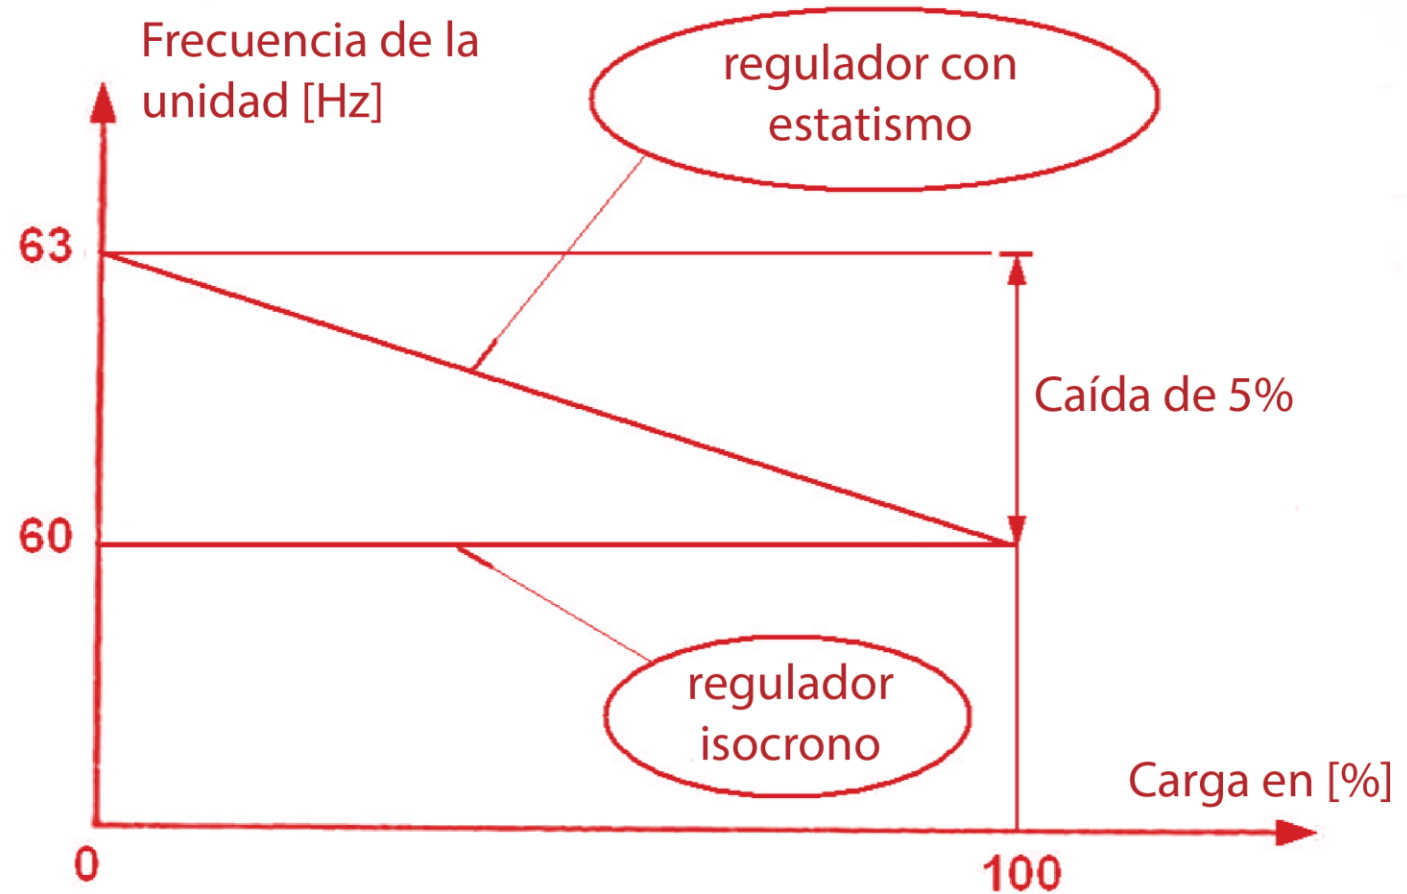 Frecuencia de la
unidad [Hz]
regulador con
estatismo
63
Caída de 5%
60
regulador
isocrono
Carga en [%]
0
100